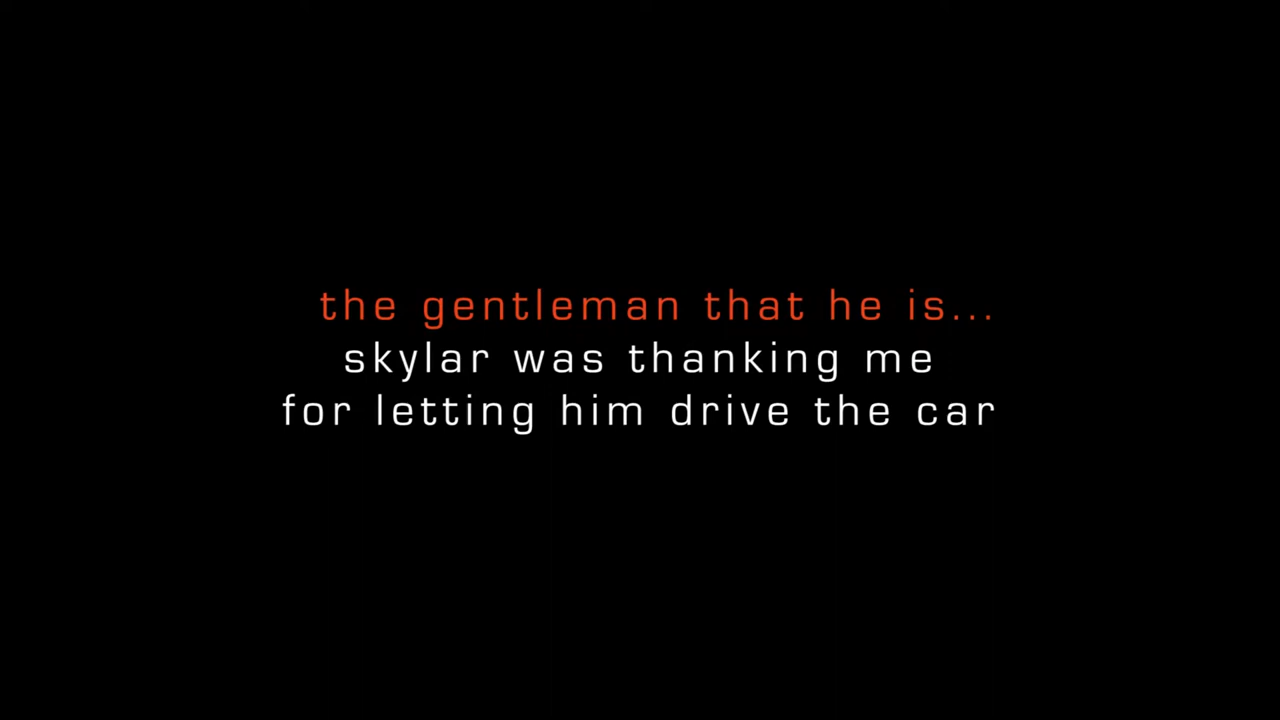 the gentleman that he is...
skylar was thanking me
for letting him drive the car